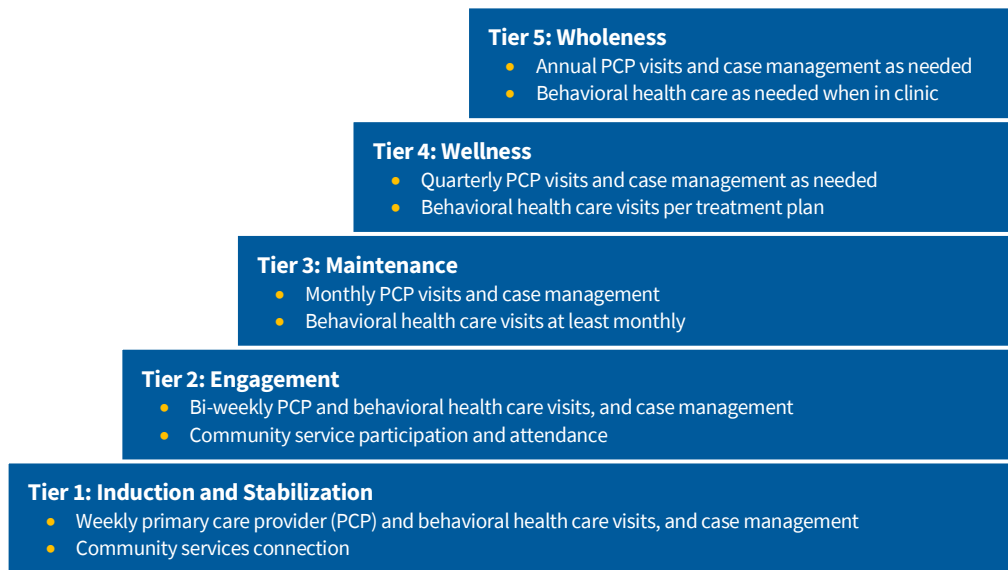 Tier 5: Wholeness
• Annual PCP visits and case management as needed
• Behavioral health care as needed when in clinic
Tier 4: Wellness
• Quarterly PCP visits and case management as needed
• Behavioral health care visits per treatment plan
Tier 3: Maintenance
• Monthly PCP visits and case management
• Behavioral health care visits at least monthly
Tier 2: Engagement
• Bi-weekly PCP and behavioral health care visits, and case management
• Community service participation and attendance
Tier 1: Induction and Stabilization
• Weekly primary care provider (PCP) and behavioral health care visits, and case management
• Community services connection